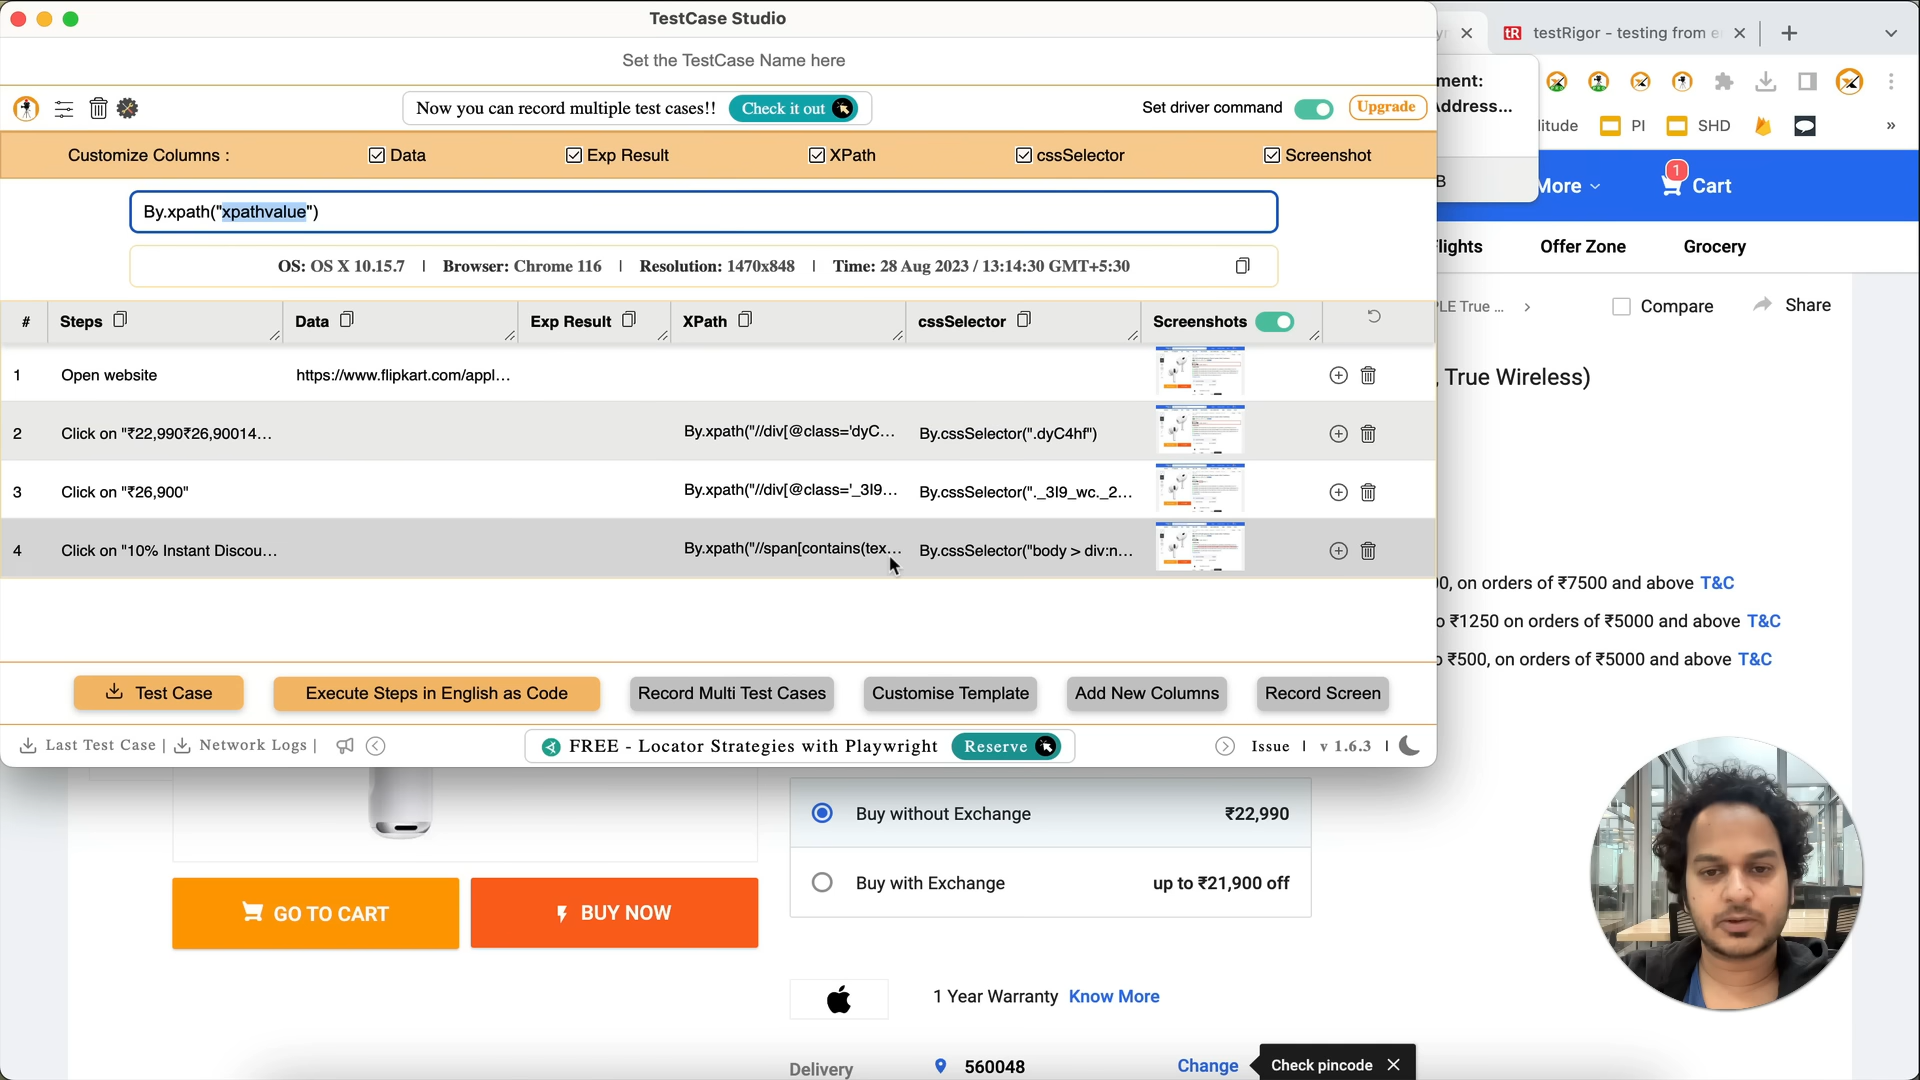 TestCase Studio
Set the TestCase Name here
Now you can record multiple test cases!! Check it out
Set driver command Upgrade
Customize Columns : Data Exp Result XPath cssSelector Screenshot
By.xpath("xpathvalue")
OS: OS X 10.15.7 | Browser: Chrome 116 | Resolution: 1470x848 | Time: 28 Aug 2023 / 13:14:30 GMT+5:30
# Steps Data Exp Result XPath cssSelector Screenshots
1 Open website https://www.flipkart.com/appl...
2 Click on "₹22,990₹26,90014... By.xpath("//div[@class='dyC... By.cssSelector(".dyC4hf")
3 Click on "₹26,900" By.xpath("//div[@class='_3I9... By.cssSelector("._3I9_wc._2...
4 Click on "10% Instant Discou... By.xpath("//span[contains(tex... By.cssSelector("body > div:n...
Test Case Execute Steps in English as Code Record Multi Test Cases Customise Template Add New Columns Record Screen
Last Test Case | Network Logs |
FREE - Locator Strategies with Playwright Reserve
Issue | v 1.6.3 |
tR testRigor - testing from e
ment:
Address...
B
litude PI SHD »
More 1 Cart
lights Offer Zone Grocery
PLE True ... > Compare Share
, True Wireless)
00, on orders of ₹7500 and above T&C
o ₹1250 on orders of ₹5000 and above T&C
o ₹500, on orders of ₹5000 and above T&C
Buy without Exchange ₹22,990
Buy with Exchange up to ₹21,900 off
GO TO CART BUY NOW
1 Year Warranty Know More
Delivery 560048 Change Check pincode